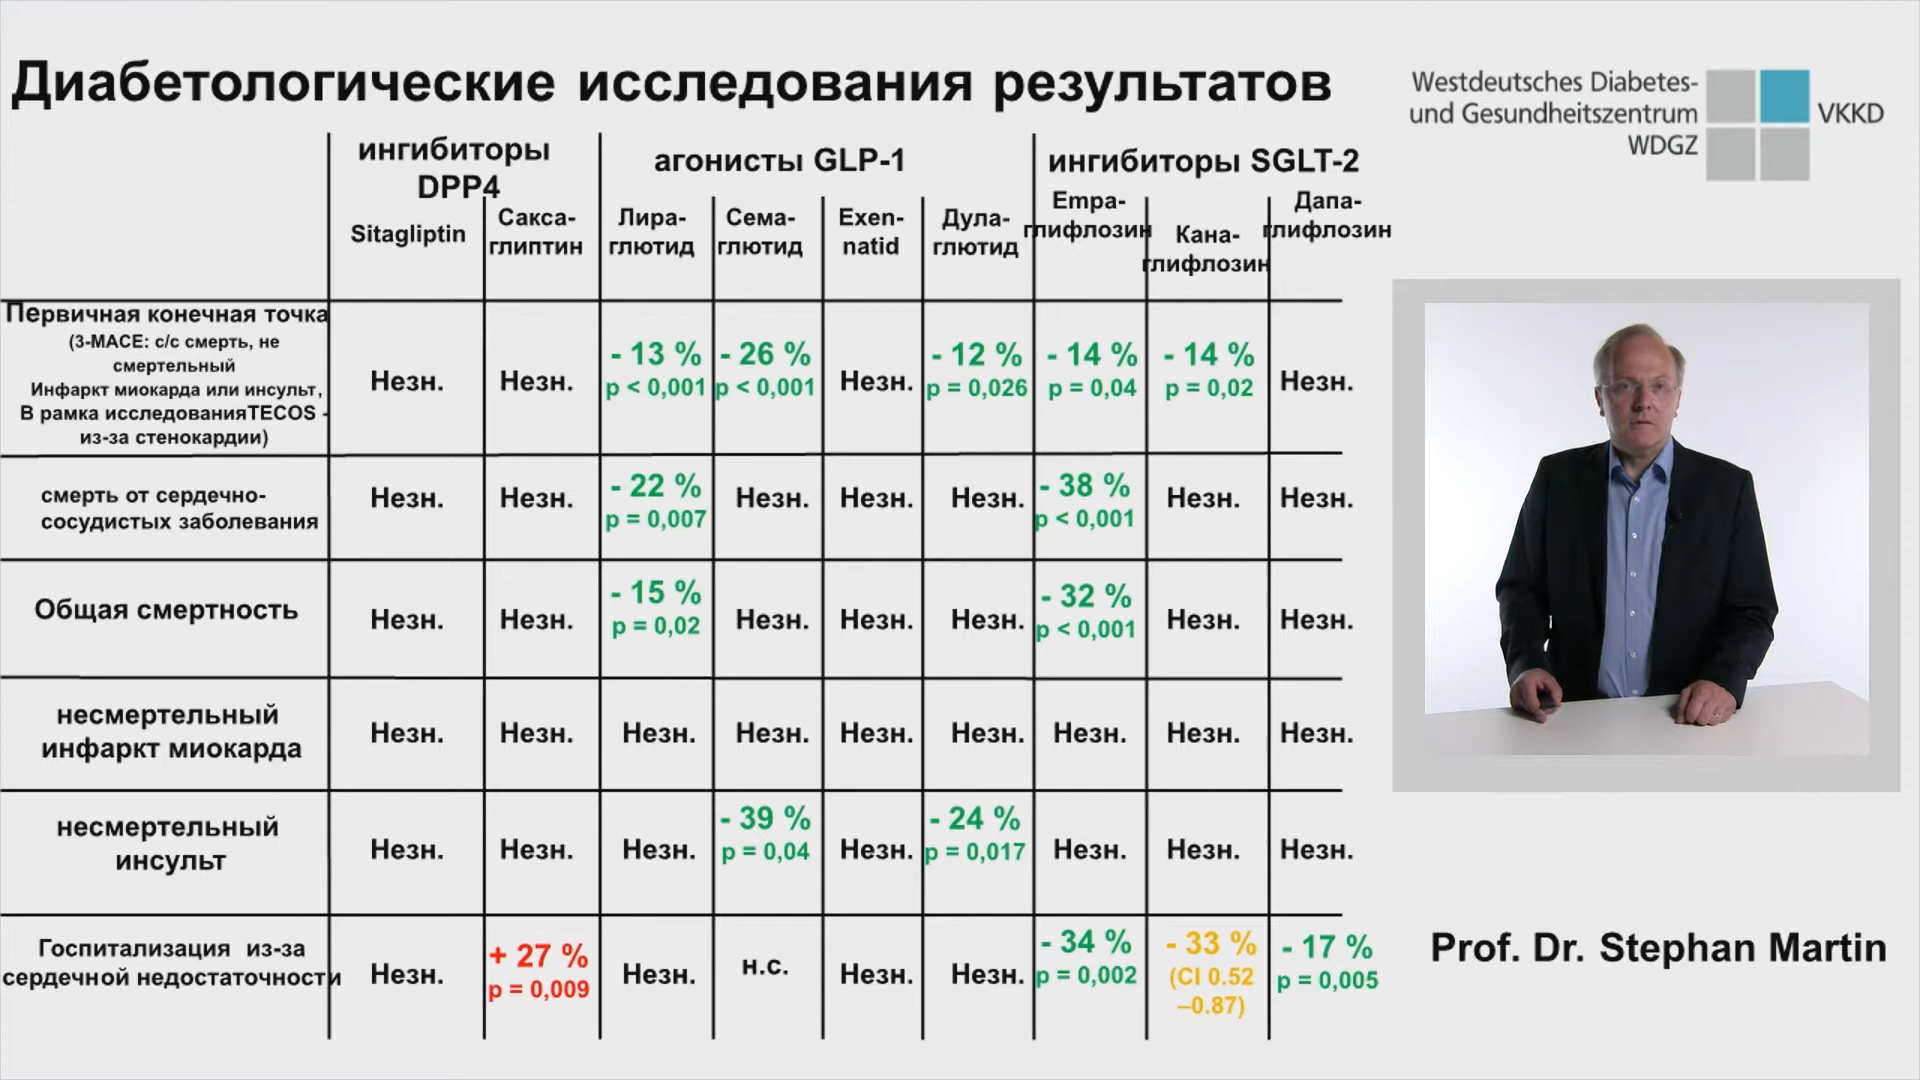 Диабетологические исследования результатов
Westdeutsches Diabetes-
und Gesundheitszentrum
WDGZ
VKKD
ингибиторы
DPP4
агонисты GLP-1
ингибиторы SGLT-2
Sitagliptin
Сакса-
глиптин
Лира-
глютид
Сема-
глютид
Exen-
natid
Дула-
глютид
Empa-
глифлозин
Кана-
глифлозин
Дапа-
глифлозин
Первичная конечная точка
(3-MACE: с/с смерть, не
смертельный
Инфаркт миокарда или инсульт,
В рамка исследованияTECOS -
из-за стенокардии)
Незн.
Незн.
- 13 %
p < 0,001
- 26 %
p < 0,001
Незн.
- 12 %
p = 0,026
- 14 %
p = 0,04
- 14 %
p = 0,02
Незн.
смерть от сердечно-
сосудистых заболевания
Незн.
Незн.
- 22 %
p = 0,007
Незн.
Незн.
Незн.
- 38 %
p < 0,001
Незн.
Незн.
Общая смертность
Незн.
Незн.
- 15 %
p = 0,02
Незн.
Незн.
Незн.
- 32 %
p < 0,001
Незн.
Незн.
несмертельный
инфаркт миокарда
Незн.
Незн.
Незн.
Незн.
Незн.
Незн.
Незн.
Незн.
Незн.
несмертельный
инсульт
Незн.
Незн.
Незн.
- 39 %
p = 0,04
Незн.
- 24 %
p = 0,017
Незн.
Незн.
Незн.
Госпитализация из-за
сердечной недостаточности
Незн.
+ 27 %
p = 0,009
Незн.
н.с.
Незн.
Незн.
- 34 %
p = 0,002
- 33 %
(CI 0.52
–0.87)
- 17 %
p = 0,005
Prof. Dr. Stephan Martin